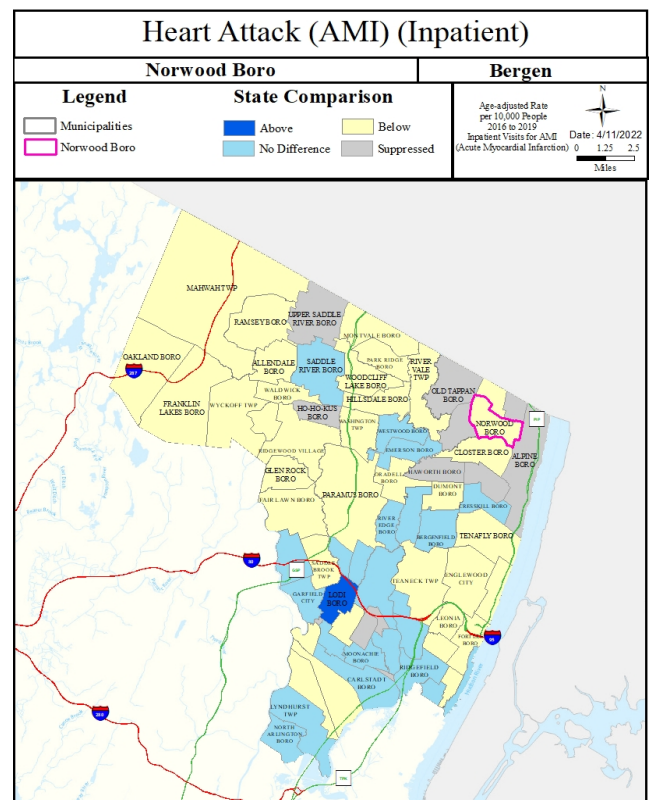 Heart Attack (AMI) (Inpatient)
Norwood Boro
Bergen
Legend
Municipalities
Norwood Boro
State Comparison
Above
Below
No Difference
Suppressed
Age-adjusted Rate
per 10,000 People
2016 to 2019
Inpatient Visits for AMI
(Acute Myocardial Infarction)
N
Date: 4/11/2022
0 1.25 2.5
Miles
MAHWAH TWP
UPPER SADDLE
RIVER BORO
RAMSEY BORO
MONTVALE BORO
OAKLAND BORO
ALLENDALE
BORO
SADDLE
RIVER BORO
PARK RIDGE
BORO
RIVER
VALE
TWP
287
WOODCLIFF
LAKE BORO
OLD TAPPAN
BORO
WALDWICK
BORO
HILLSDALE BORO
FRANKLIN
LAKES BORO
WYCKOFF TWP
HO-HO-KUS
BORO
WASHINGTON
TWP
NORWOOD
BORO
WESTWOOD BORO
EMERSON BORO
RIDGEWOOD VILLAGE
CLOSTER BORO
ALPINE
BORO
GLEN ROCK
BORO
ORADELL
BORO
HAWORTH BORO
DUMONT
BORO
FAIR LAWN BORO
PARAMUS BORO
CRESSKILL BORO
RIVER
EDGE
BORO
BERGENFIELD
BORO
TENAFLY BORO
80
GSP
SADDLE
BROOK
TWP
TEANECK TWP
ENGLEWOOD
CITY
GARFIELD
CITY
LODI
BORO
LEONIA
BORO
FORT LEE
BORO
95
MOONACHIE
BORO
RIDGEFIELD
BORO
CARLSTADT
BORO
LYNDHURST
TWP
NORTH
ARLINGTON
BORO